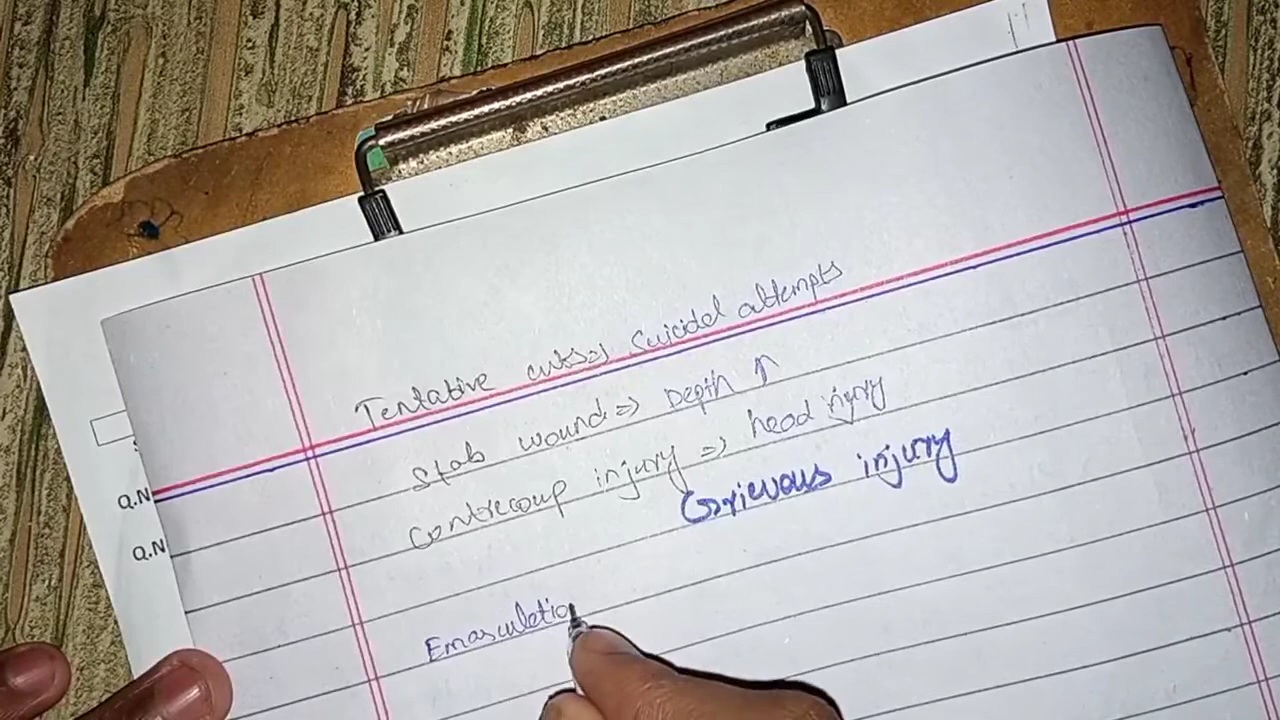 Tentative cuts => Suicidal attempts
Stab wound => Depth ↑
Contrecoup injury => head injury
Grievous injury
Emasculatio
Q.N
Q.N